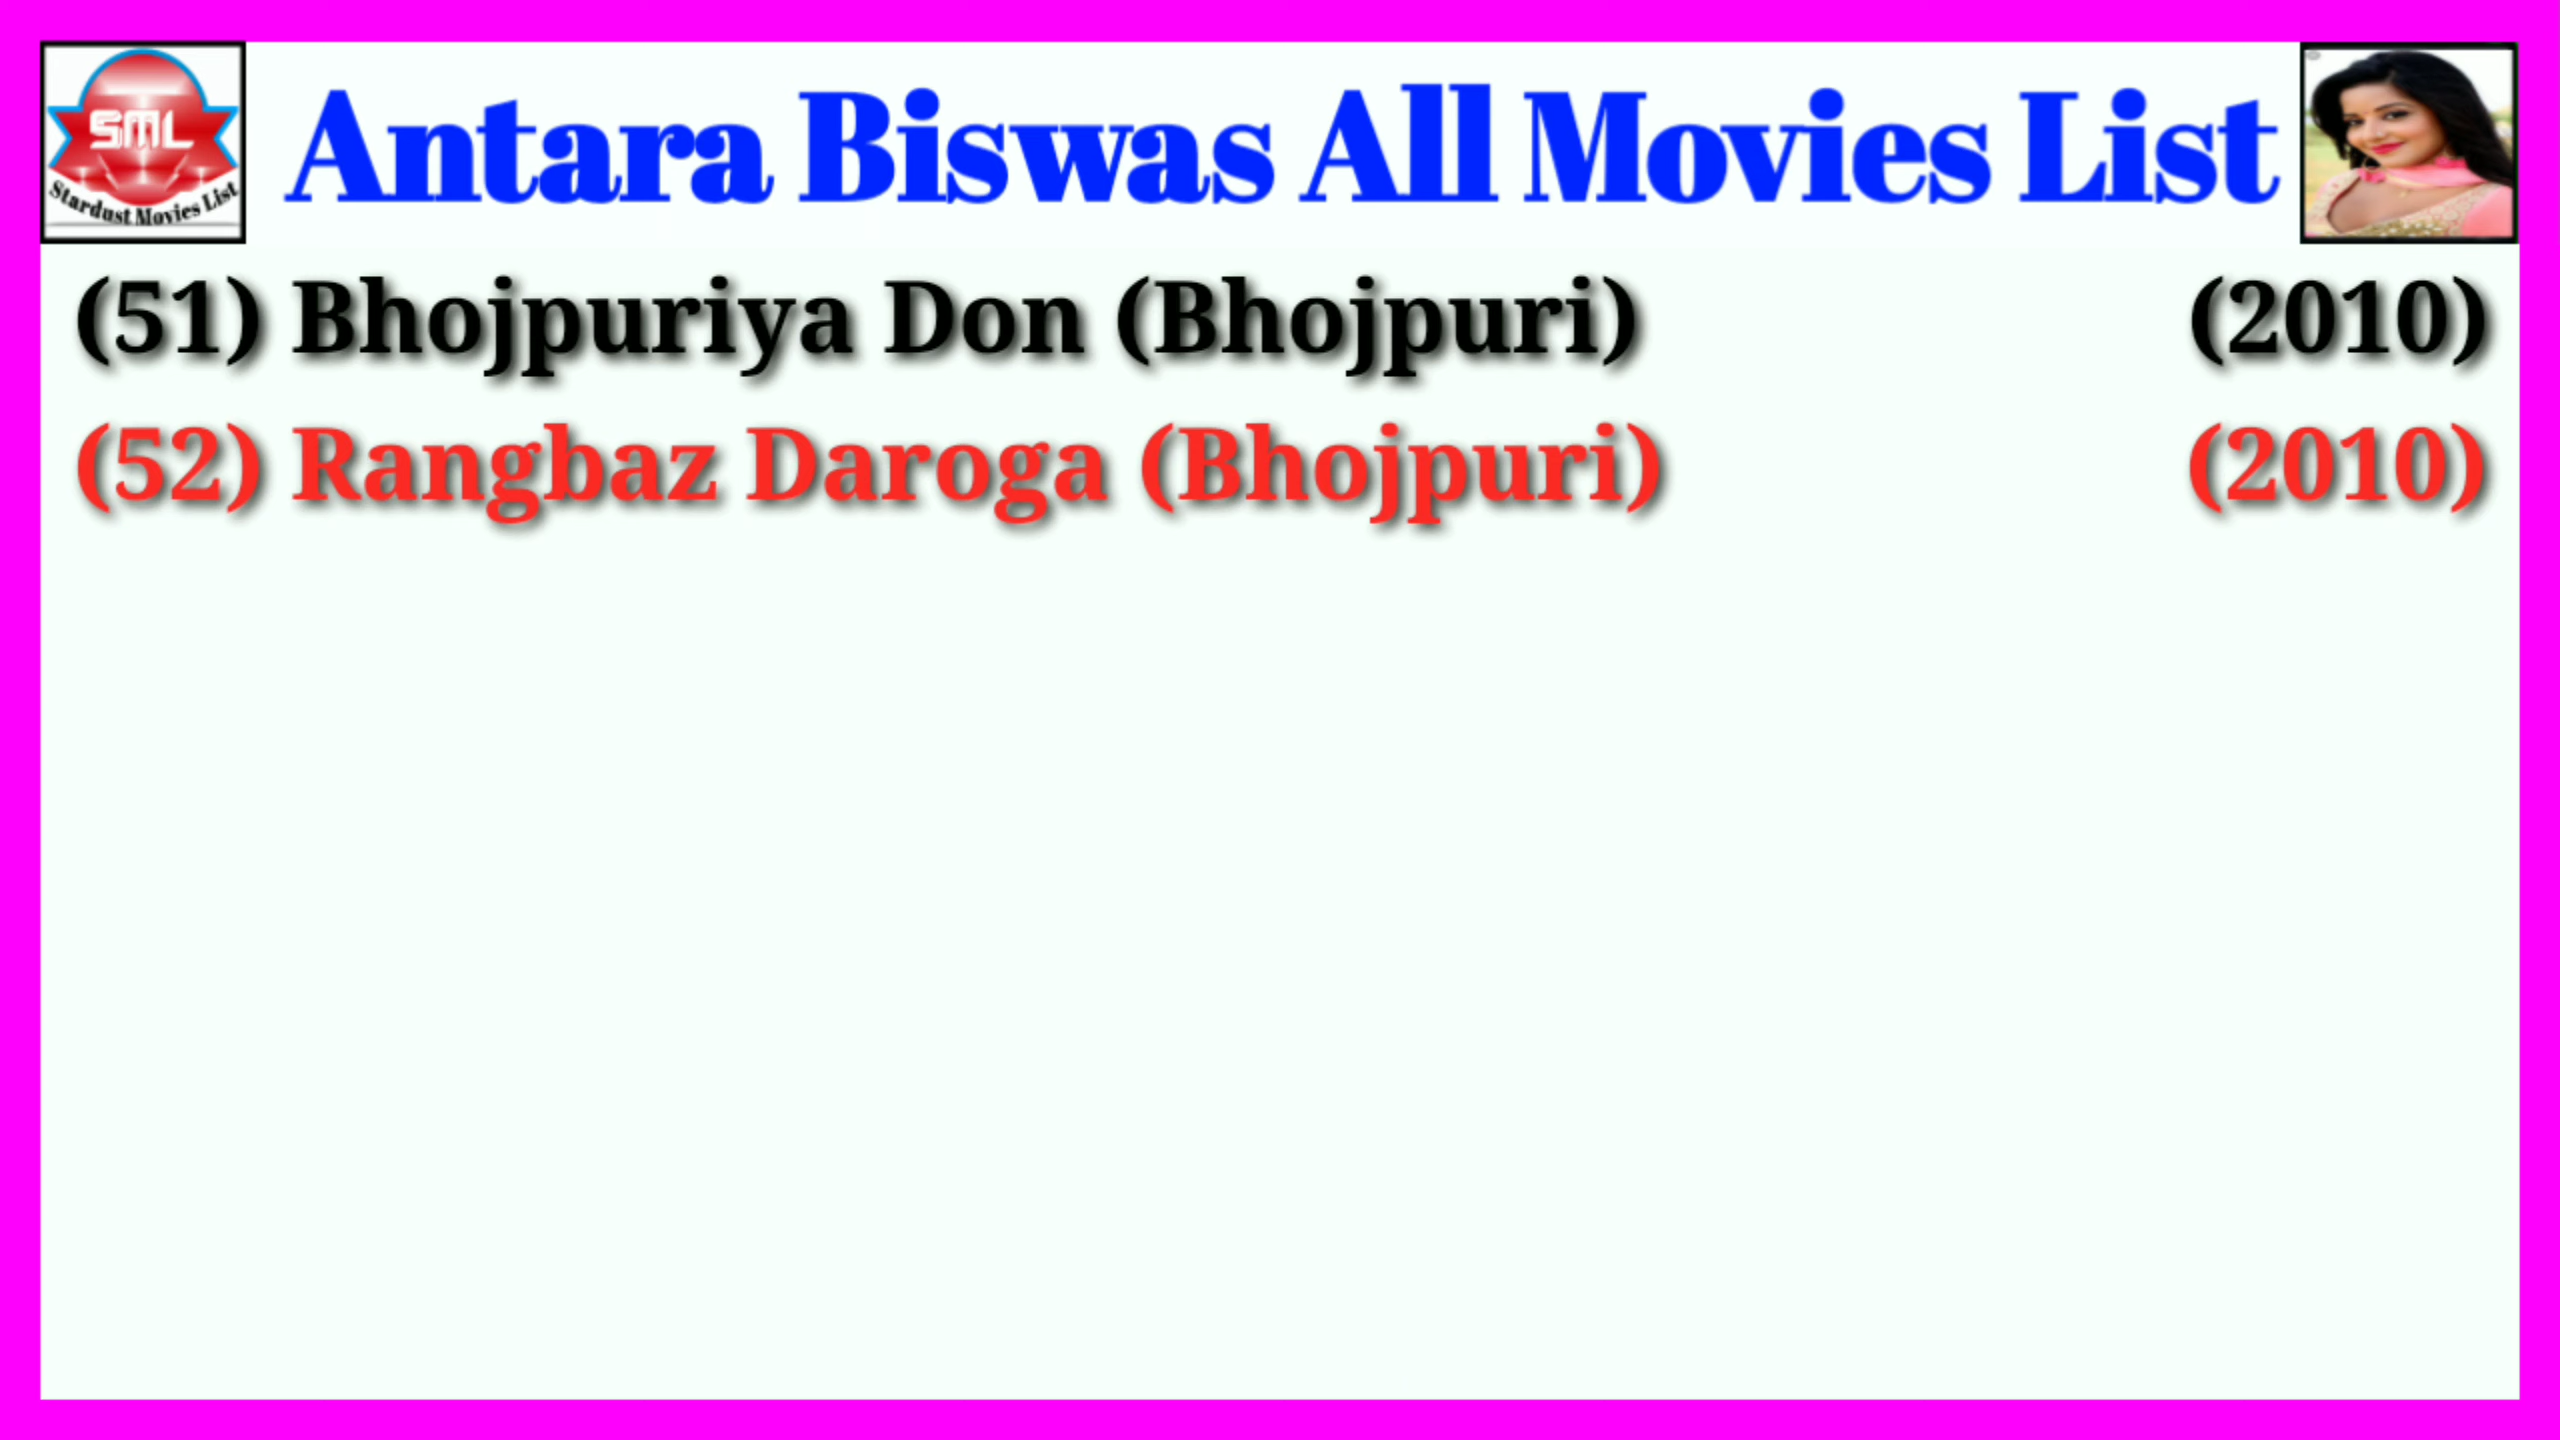 SML
Stardust Movies List
Antara Biswas All Movies List
(51) Bhojpuriya Don (Bhojpuri) (2010)
(52) Rangbaz Daroga (Bhojpuri) (2010)